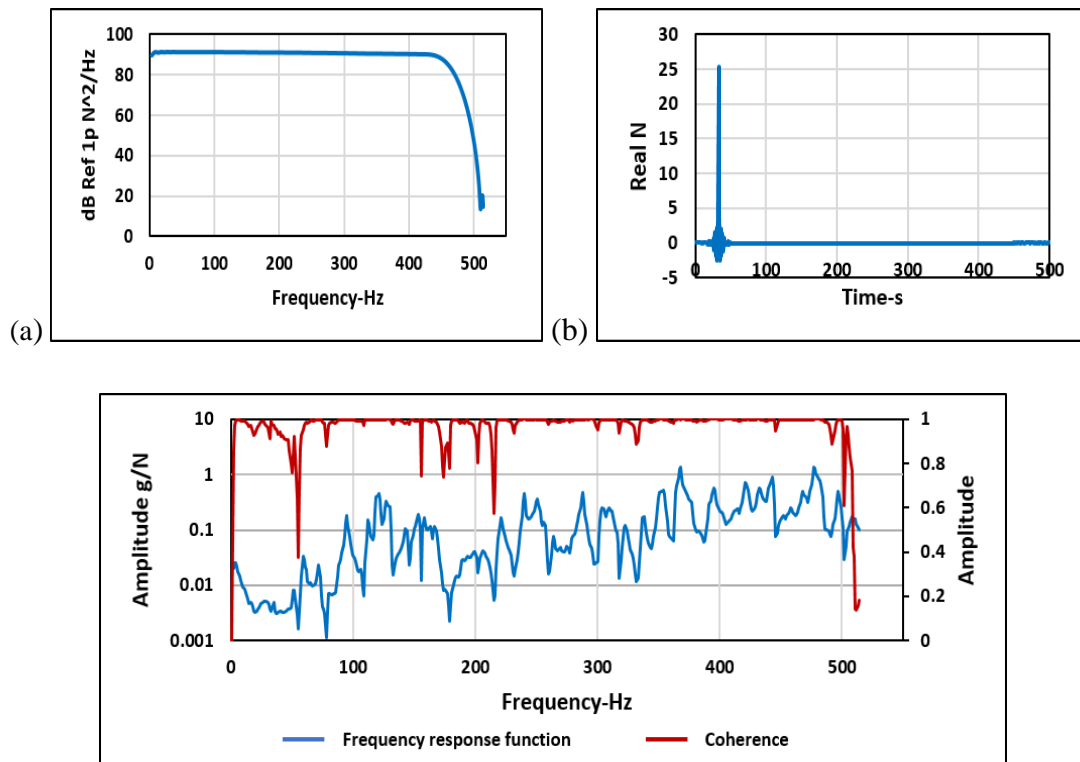 100
80
60
40
20
0
dB Ref 1p N^2/Hz
0 100 200 300 400 500
Frequency-Hz
(a)
30
25
20
15
10
5
0
-5
Real N
0 100 200 300 400 500
Time-s
(b)
10
1
0.1
0.01
0.001
Amplitude g/N
1
0.8
0.6
0.4
0.2
0
Amplitude
0 100 200 300 400 500
Frequency-Hz
Frequency response function Coherence